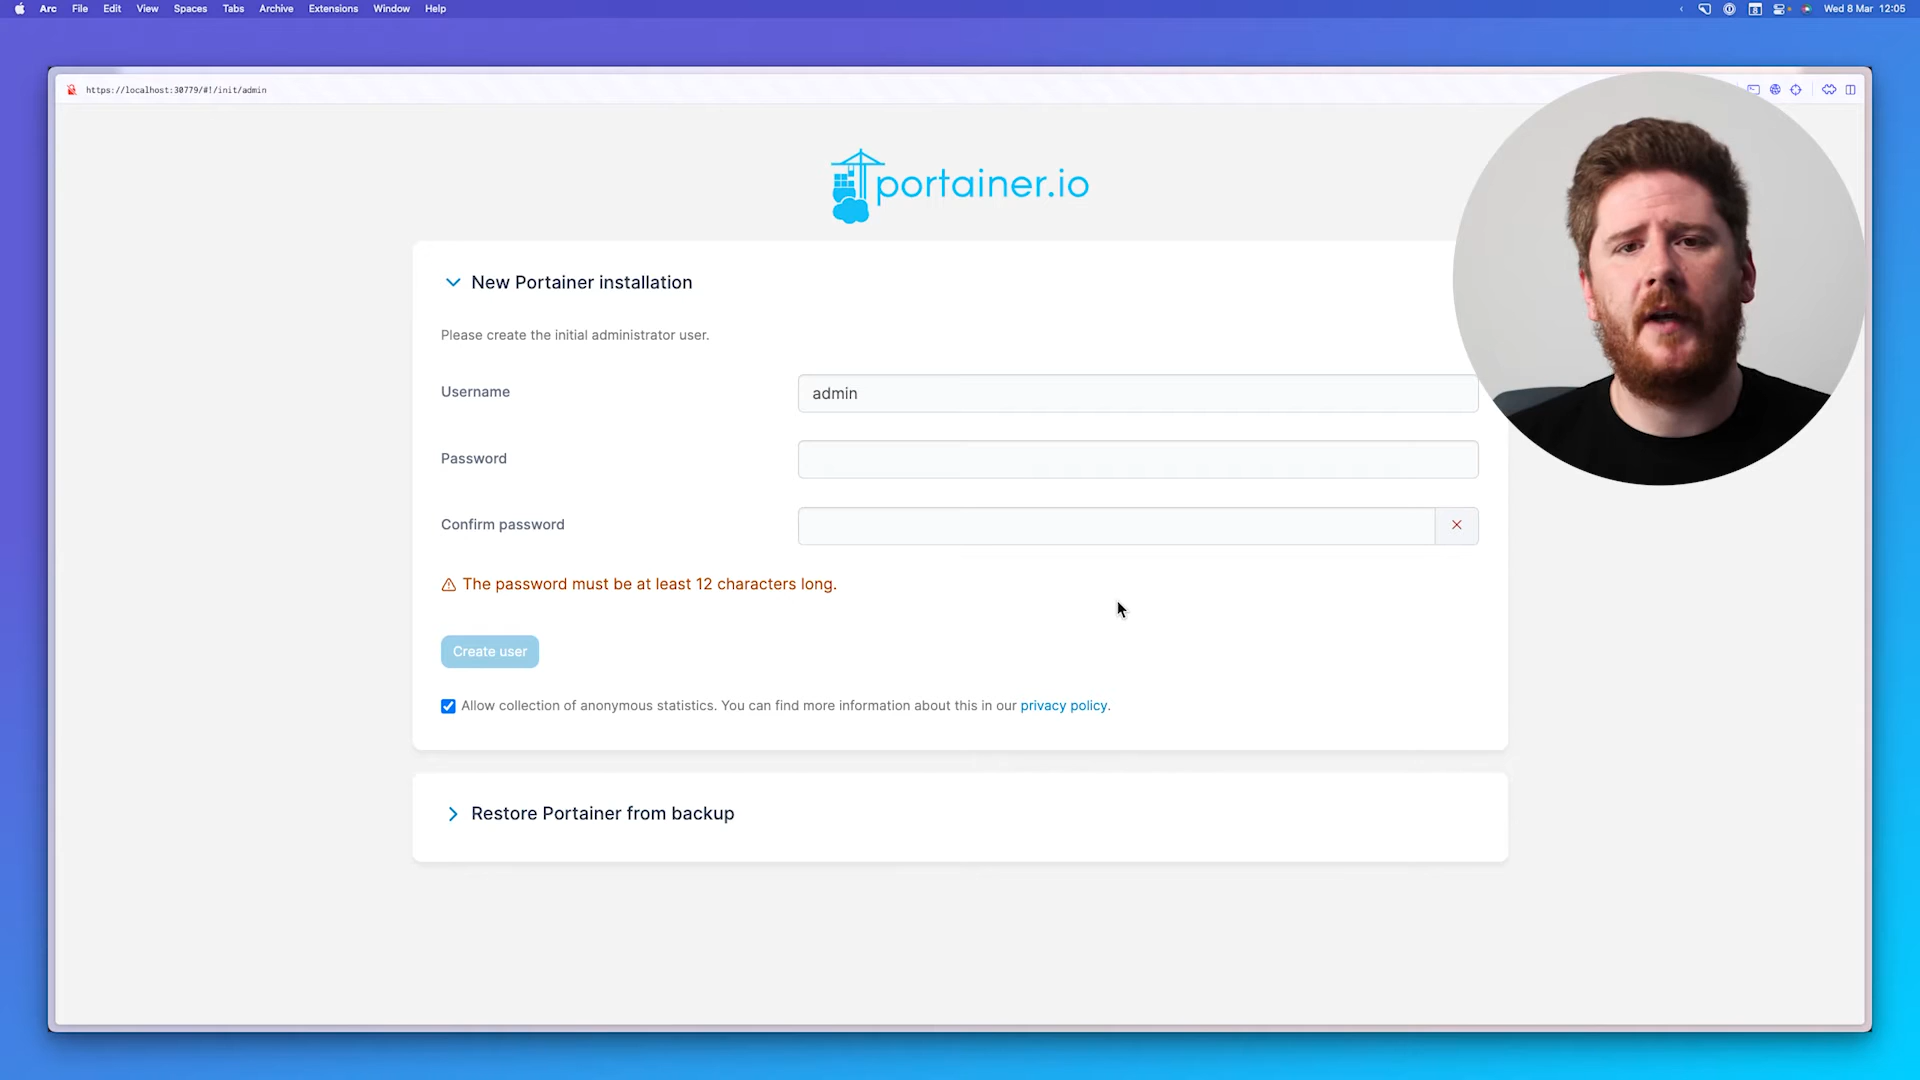 Arc File Edit View Spaces Tabs Archive Extensions Window Help
8
Wed 8 Mar 12:05
https://localhost:30779/#!/init/admin
portainer.io
New Portainer installation
Please create the initial administrator user.
Username
admin
Password
Confirm password
The password must be at least 12 characters long.
Create user
Allow collection of anonymous statistics. You can find more information about this in our privacy policy.
Restore Portainer from backup